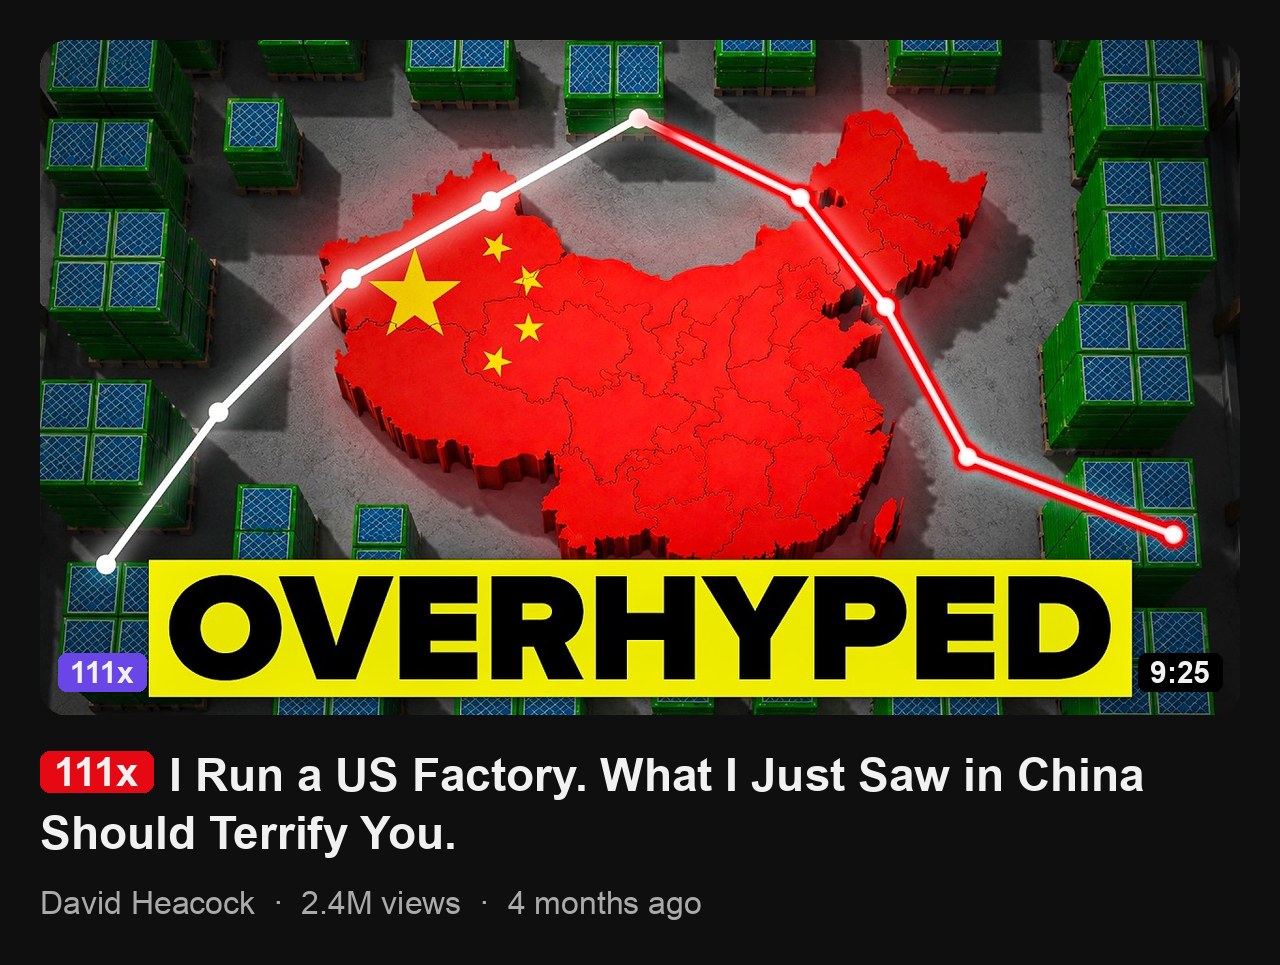 OVERHYPED
111x
9:25
111x I Run a US Factory. What I Just Saw in China
Should Terrify You.
David Heacock · 2.4M views · 4 months ago